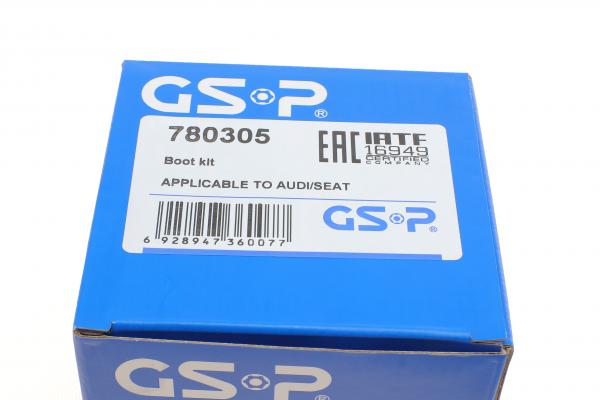 GSP®
780305
EAC IATF
16949
CERTIFIED
COMPANY
Boot kit
APPLICABLE TO AUDI/SEAT
GSP®
6 928947 360077
GSP®